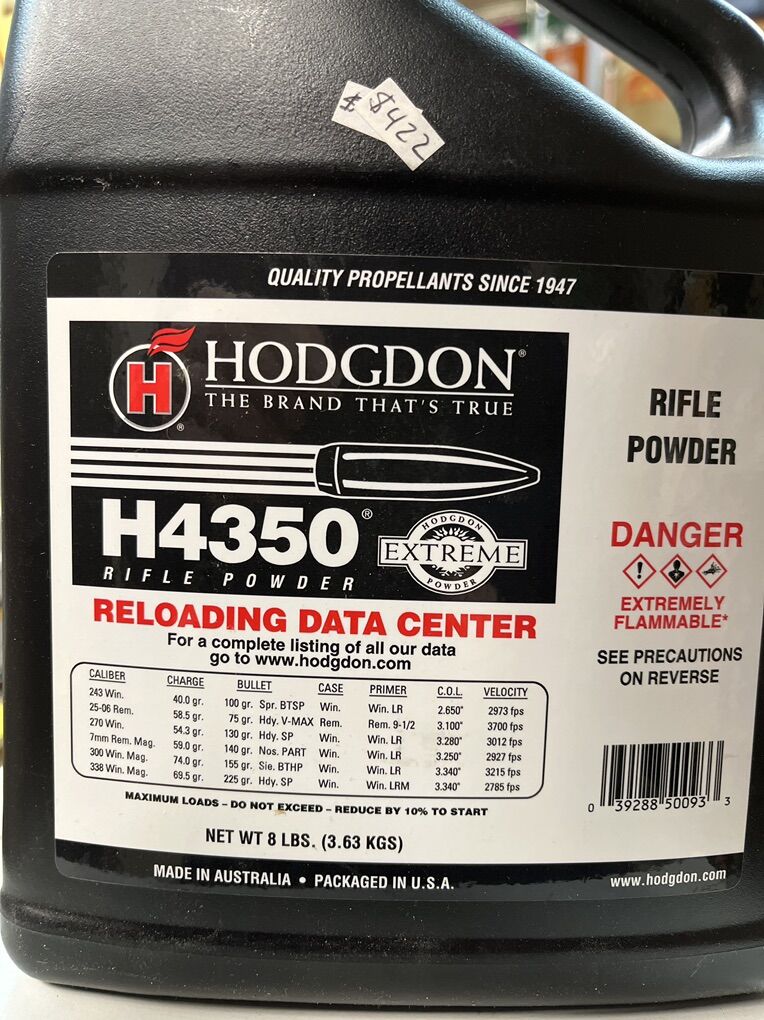 $8422
QUALITY PROPELLANTS SINCE 1947
H
HODGDON®
THE BRAND THAT'S TRUE
®
H4350®
RIFLE POWDER
HODGDON
EXTREME
POWDER
RELOADING DATA CENTER
For a complete listing of all our data
go to www.hodgdon.com
CALIBER CHARGE BULLET CASE PRIMER C.O.L. VELOCITY
243 Win. 40.0 gr. 100 gr. Spr. BTSP Win. Win. LR 2.650" 2973 fps
25-06 Rem. 58.5 gr. 75 gr. Hdy. V-MAX Rem. Rem. 9-1/2 3.100" 3700 fps
270 Win. 54.3 gr. 130 gr. Hdy. SP Win. Win. LR 3.280" 3012 fps
7mm Rem. Mag. 59.0 gr. 140 gr. Nos. PART Win. Win. LR 3.250" 2927 fps
300 Win. Mag. 74.0 gr. 155 gr. Sie. BTHP Win. Win. LR 3.340" 3215 fps
338 Win. Mag. 69.5 gr. 225 gr. Hdy. SP Win. Win. LRM 3.340" 2785 fps
MAXIMUM LOADS – DO NOT EXCEED – REDUCE BY 10% TO START
NET WT 8 LBS. (3.63 KGS)
RIFLE
POWDER
DANGER
EXTREMELY
FLAMMABLE*
SEE PRECAUTIONS
ON REVERSE
0 39288 50093 3
MADE IN AUSTRALIA • PACKAGED IN U.S.A.
www.hodgdon.com